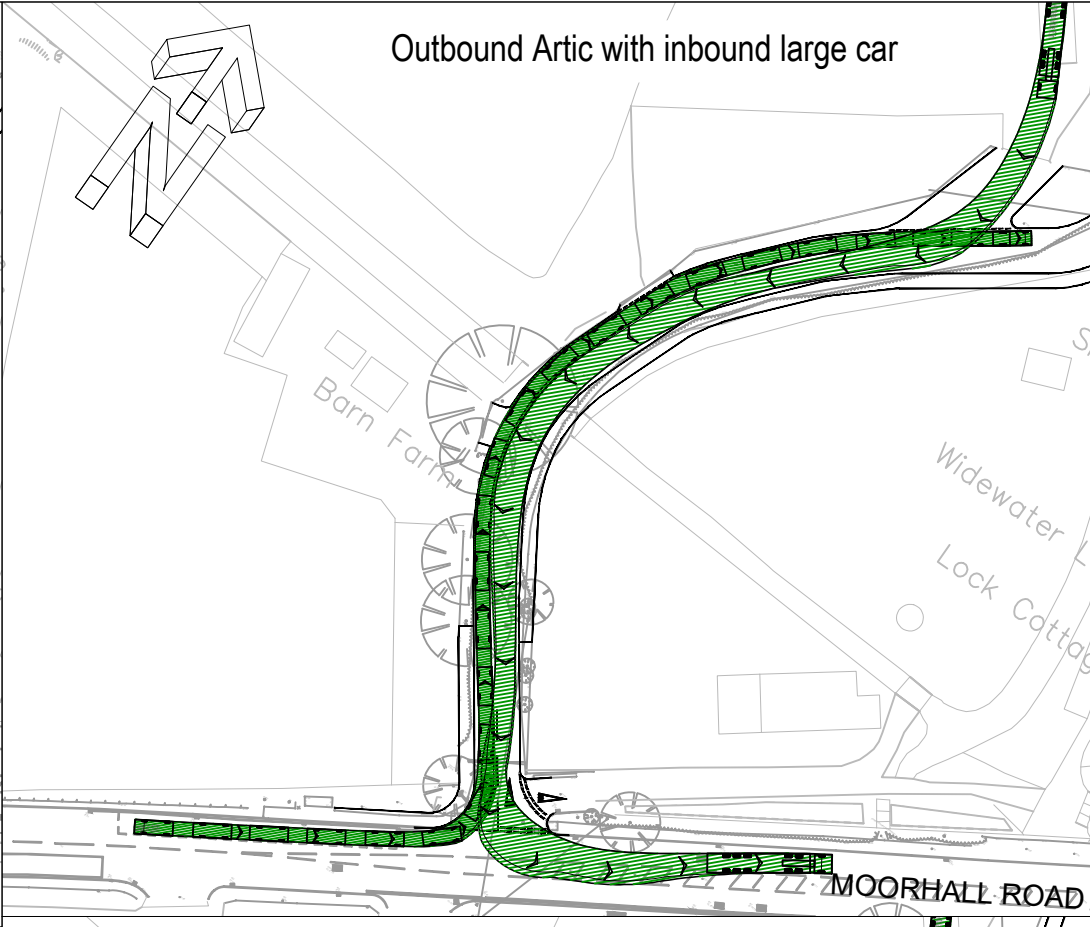 Outbound Artic with inbound large car
N
Barn Farm
Widewater L
Lock Cottag
MOORHALL ROAD